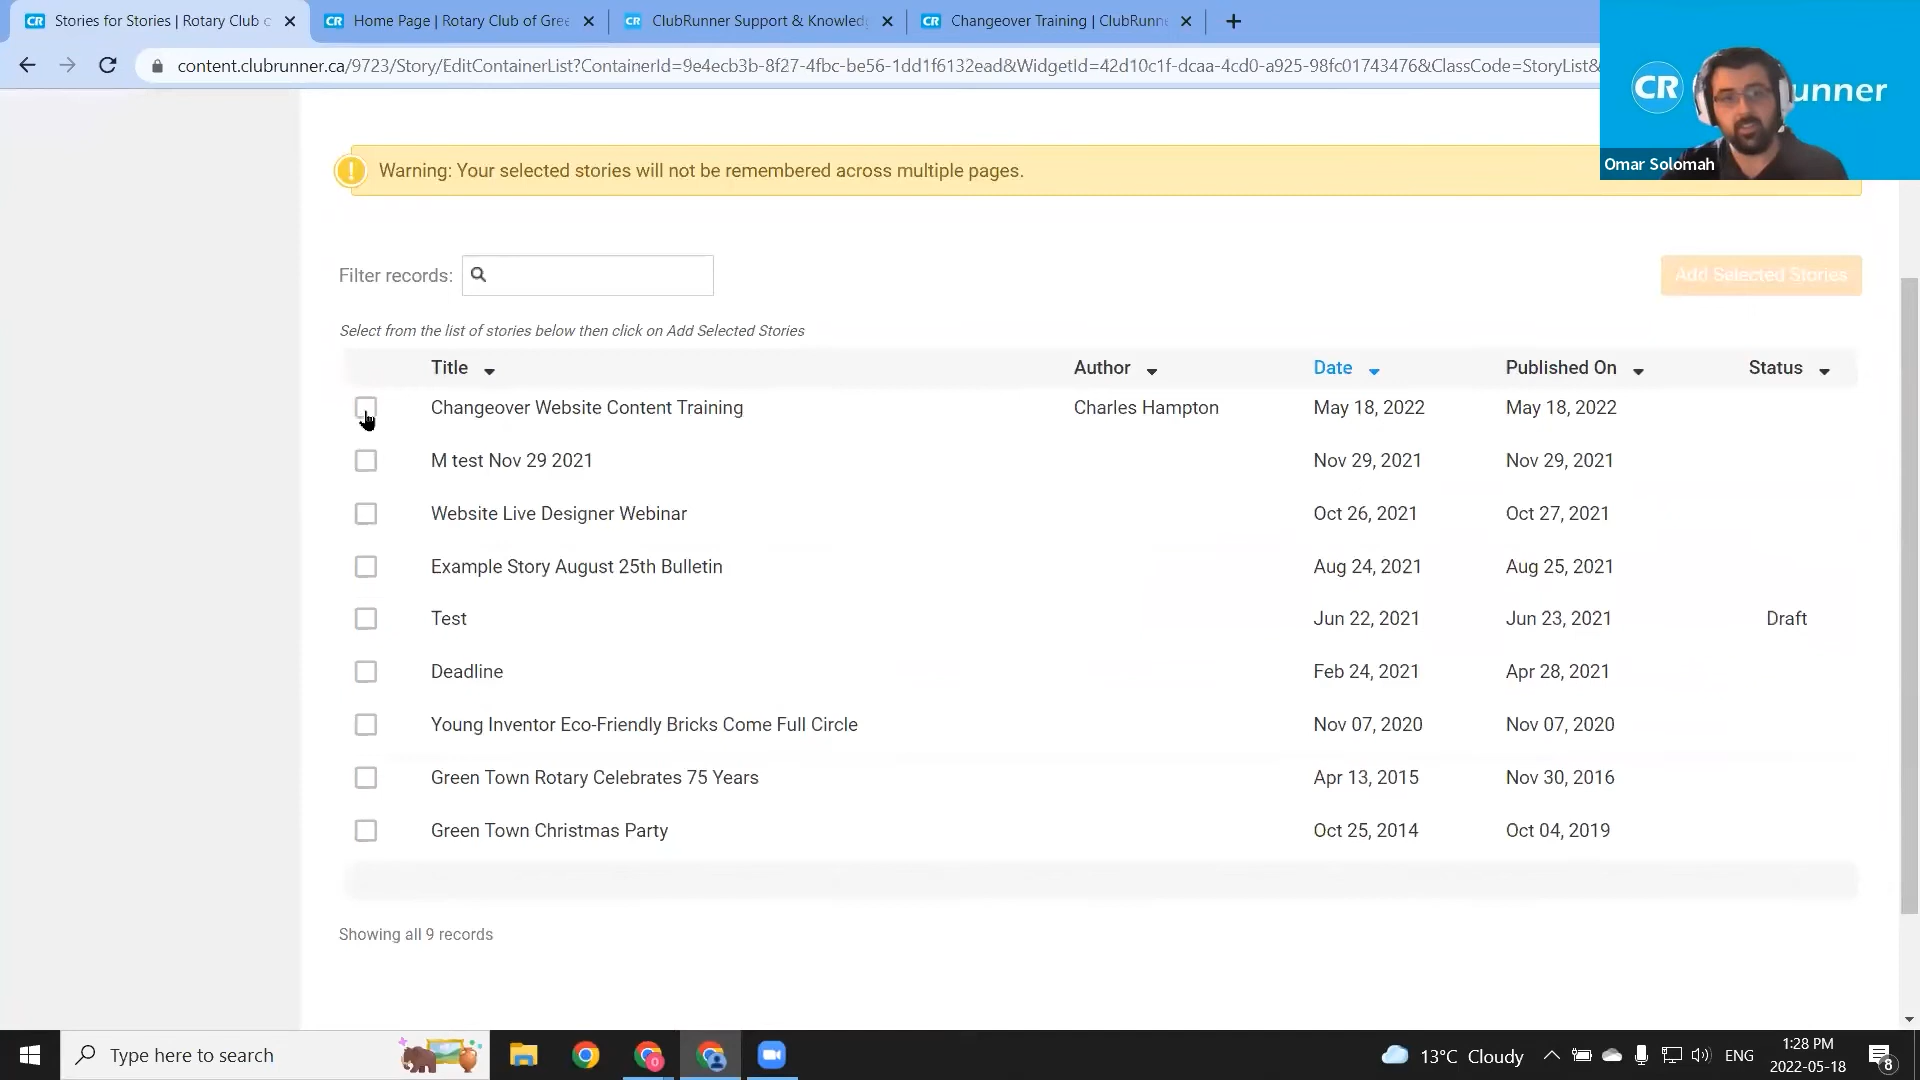 Stories for Stories | Rotary Club c
Home Page | Rotary Club of Gree
ClubRunner Support & Knowled
Changeover Training | ClubRunne
content.clubrunner.ca/9723/Story/EditContainerList?ContainerId=9e4ecb3b-8f27-4fbc-be56-1dd1f6132ead&WidgetId=42d10c1f-dcaa-4cd0-a925-98fc01743476&ClassCode=StoryList&
CR unner
Omar Solomah
Warning: Your selected stories will not be remembered across multiple pages.
Filter records:
Add Selected Stories
Select from the list of stories below then click on Add Selected Stories
Title Author Date Published On Status
Changeover Website Content Training Charles Hampton May 18, 2022 May 18, 2022
M test Nov 29 2021 Nov 29, 2021 Nov 29, 2021
Website Live Designer Webinar Oct 26, 2021 Oct 27, 2021
Example Story August 25th Bulletin Aug 24, 2021 Aug 25, 2021
Test Jun 22, 2021 Jun 23, 2021 Draft
Deadline Feb 24, 2021 Apr 28, 2021
Young Inventor Eco-Friendly Bricks Come Full Circle Nov 07, 2020 Nov 07, 2020
Green Town Rotary Celebrates 75 Years Apr 13, 2015 Nov 30, 2016
Green Town Christmas Party Oct 25, 2014 Oct 04, 2019
Showing all 9 records
Type here to search
13°C Cloudy
ENG
1:28 PM
2022-05-18
8